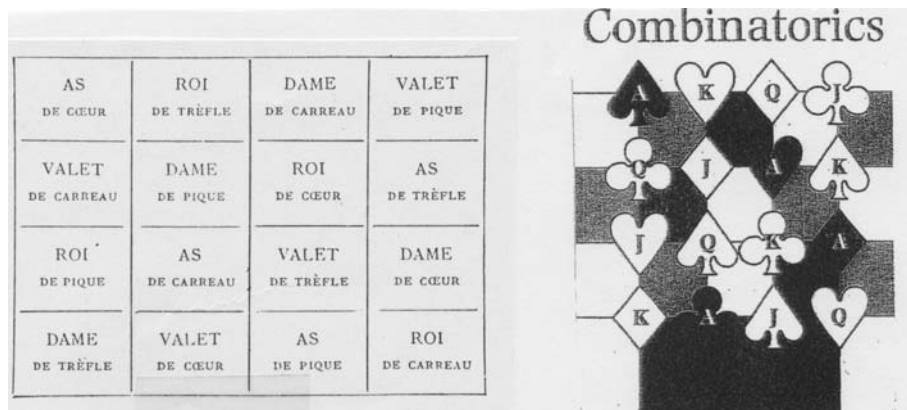 Combinatorics
AS ROI DAME VALET
DE CŒUR DE TRÈFLE DE CARREAU DE PIQUE
VALET DAME ROI AS
DE CARREAU DE PIQUE DE CŒUR DE TRÈFLE
ROI AS VALET DAME
DE PIQUE DE CARREAU DE TRÈFLE DE CŒUR
DAME VALET AS ROI
DE TRÈFLE DE CŒUR DE PIQUE DE CARREAU
A K Q J
Q J A K
J Q K A
K A J Q